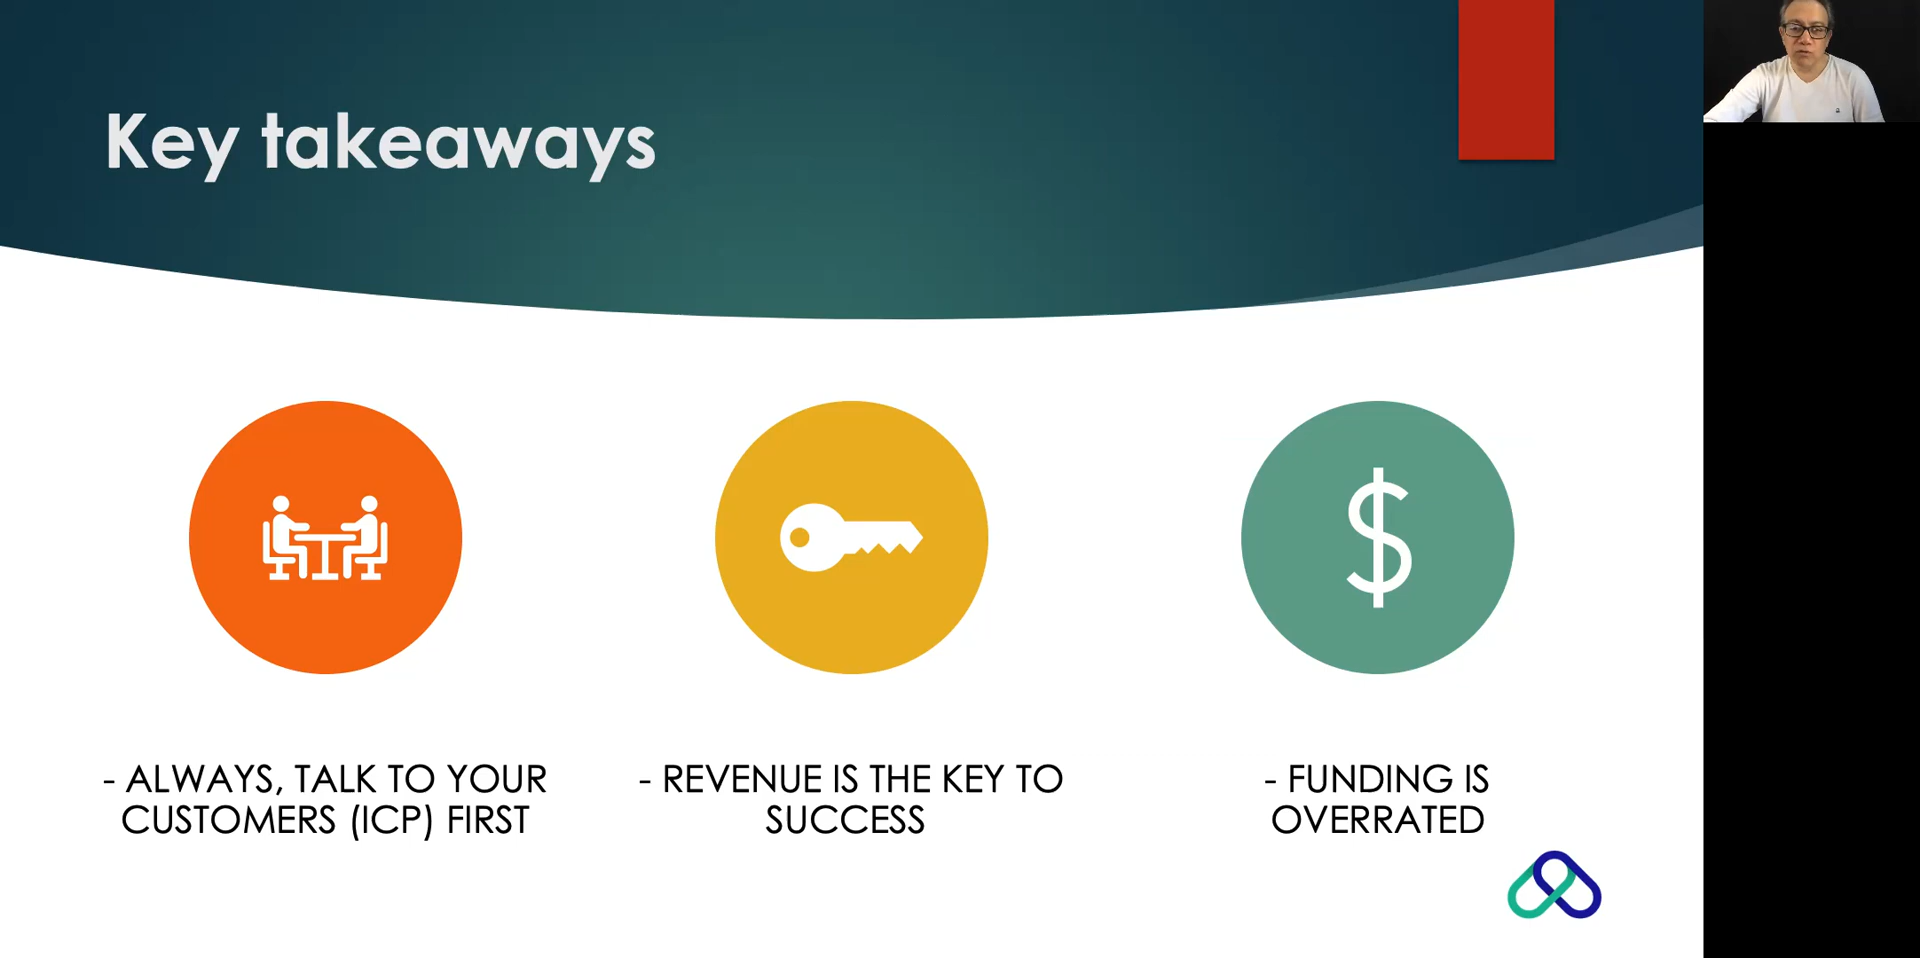 Key takeaways
- ALWAYS, TALK TO YOUR
CUSTOMERS (ICP) FIRST
- REVENUE IS THE KEY TO
SUCCESS
- FUNDING IS
OVERRATED